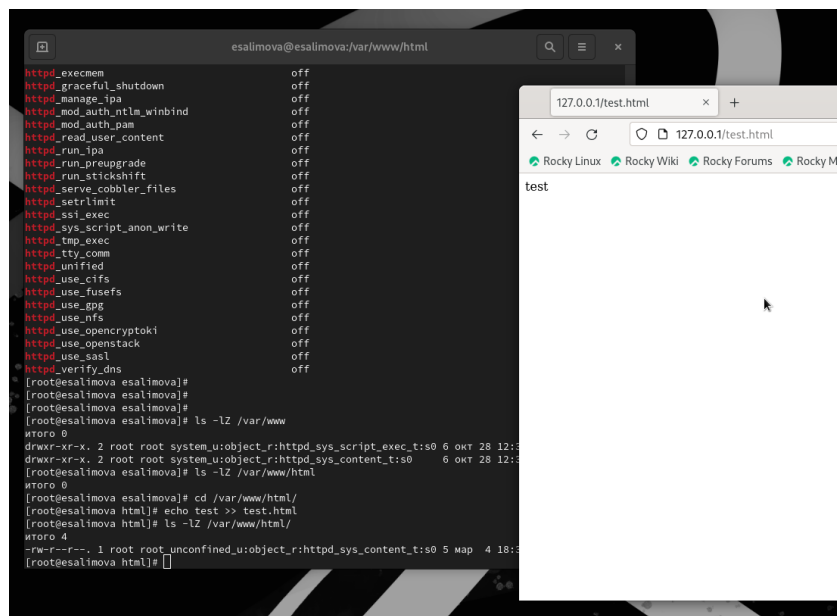 esalimova@esalimova:/var/www/html
httpd_execmem off
httpd_graceful_shutdown off
httpd_manage_ipa off
httpd_mod_auth_ntlm_winbind off
httpd_mod_auth_pam off
httpd_read_user_content off
httpd_run_ipa off
httpd_run_preupgrade off
httpd_run_stickshift off
httpd_serve_cobbler_files off
httpd_setrlimit off
httpd_ssi_exec off
httpd_sys_script_anon_write off
httpd_tmp_exec off
httpd_tty_comm off
httpd_unified off
httpd_use_cifs off
httpd_use_fusefs off
httpd_use_gpg off
httpd_use_nfs off
httpd_use_opencryptoki off
httpd_use_openstack off
httpd_use_sasl off
httpd_verify_dns off
[root@esalimova esalimova]#
[root@esalimova esalimova]#
[root@esalimova esalimova]#
[root@esalimova esalimova]# ls -lZ /var/www
итого 0
drwxr-xr-x. 2 root root system_u:object_r:httpd_sys_script_exec_t:s0 6 окт 28 12:3
drwxr-xr-x. 2 root root system_u:object_r:httpd_sys_content_t:s0 6 окт 28 12:3
[root@esalimova esalimova]# ls -lZ /var/www/html
итого 0
[root@esalimova esalimova]# cd /var/www/html/
[root@esalimova html]# echo test >> test.html
[root@esalimova html]# ls -lZ /var/www/html/
итого 4
-rw-r--r--. 1 root root unconfined_u:object_r:httpd_sys_content_t:s0 5 мар 4 18:3
[root@esalimova html]#
127.0.0.1/test.html
127.0.0.1/test.html
Rocky Linux Rocky Wiki Rocky Forums Rocky M
test